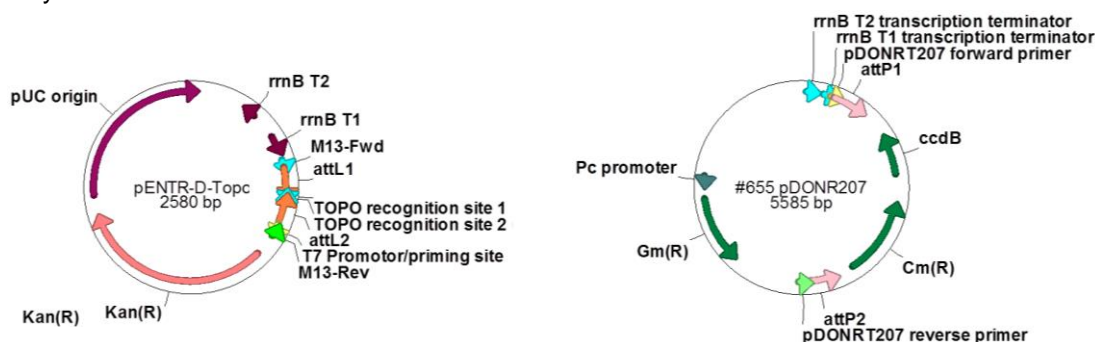 rrnB T2
rrnB T1
M13-Fwd
attL1
TOPO recognition site 1
TOPO recognition site 2
attL2
T7 Promotor/priming site
M13-Rev
pUC origin
pENTR-D-Topc
2580 bp
Kan(R)
Kan(R)
rrnB T2 transcription terminator
rrnB T1 transcription terminator
pDONRT207 forward primer
attP1
ccdB
Pc promoter
#655 pDONR207
5585 bp
Gm(R)
Cm(R)
attP2
pDONRT207 reverse primer